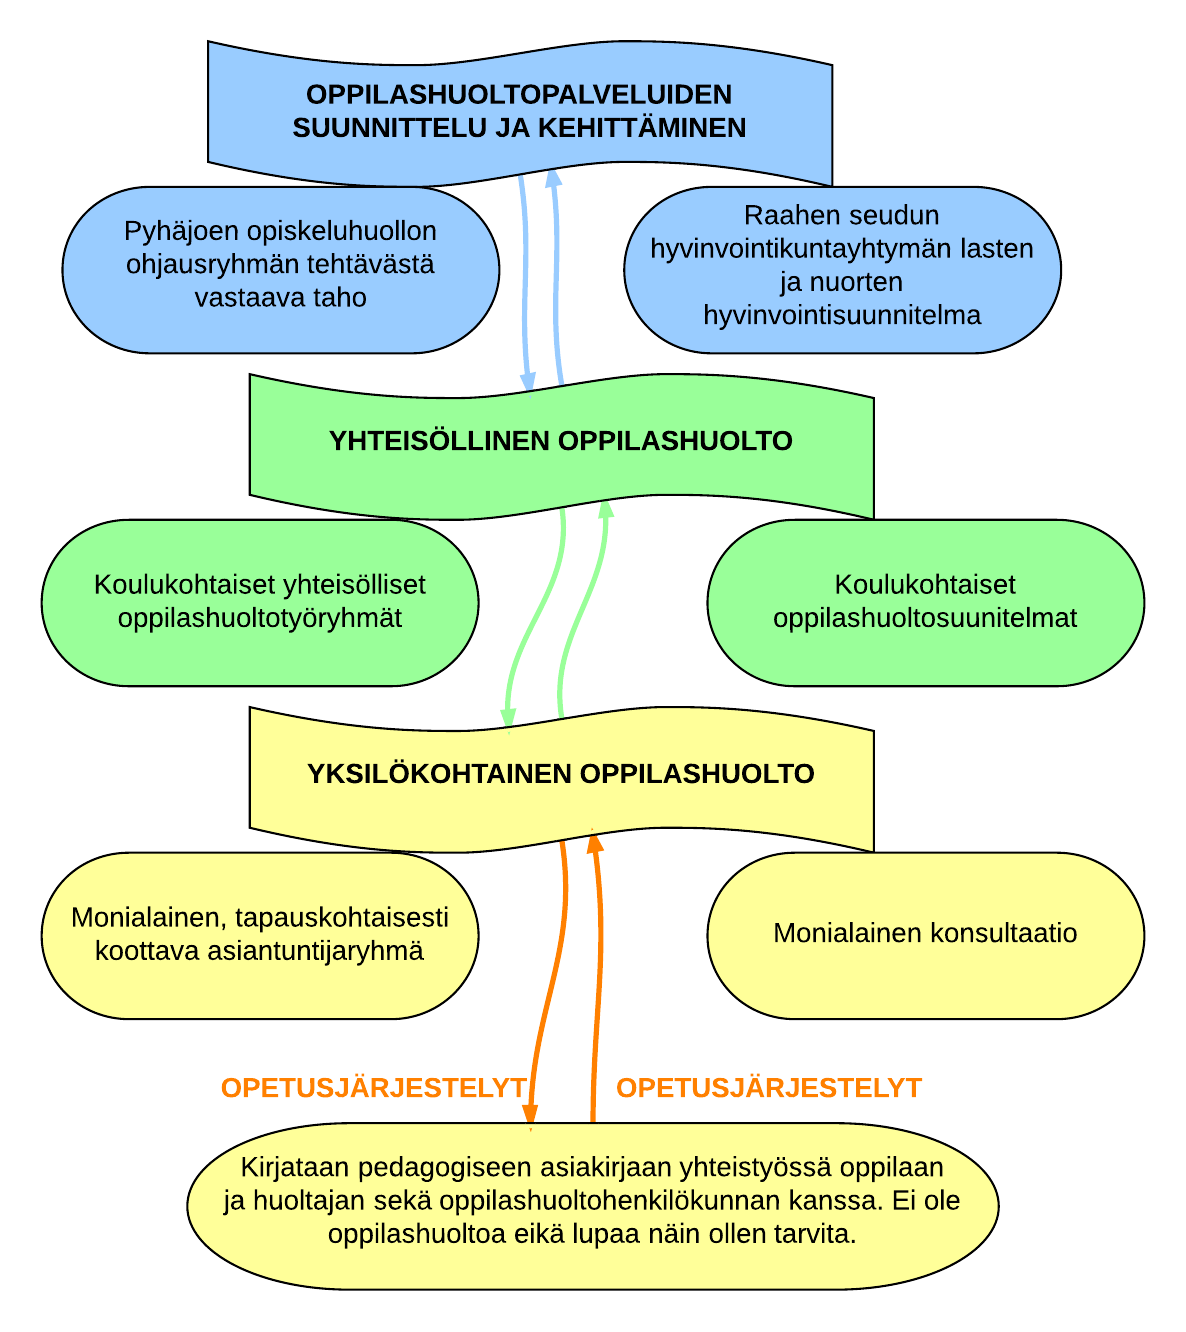 OPPILASHUOLTOPALVELUIDEN
SUUNNITTELU JA KEHITTÄMINEN
Pyhäjoen opiskeluhuollon
ohjausryhmän tehtävästä
vastaava taho
Raahen seudun
hyvinvointikuntayhtymän lasten
ja nuorten
hyvinvointisuunnitelma
YHTEISÖLLINEN OPPILASHUOLTO
Koulukohtaiset yhteisölliset
oppilashuoltotyöryhmät
Koulukohtaiset
oppilashuoltosuunitelmat
YKSILÖKOHTAINEN OPPILASHUOLTO
Monialainen, tapauskohtaisesti
koottava asiantuntijaryhmä
Monialainen konsultaatio
OPETUSJÄRJESTELYT
OPETUSJÄRJESTELYT
Kirjataan pedagogiseen asiakirjaan yhteistyössä oppilaan
ja huoltajan sekä oppilashuoltohenkilökunnan kanssa. Ei ole
oppilashuoltoa eikä lupaa näin ollen tarvita.